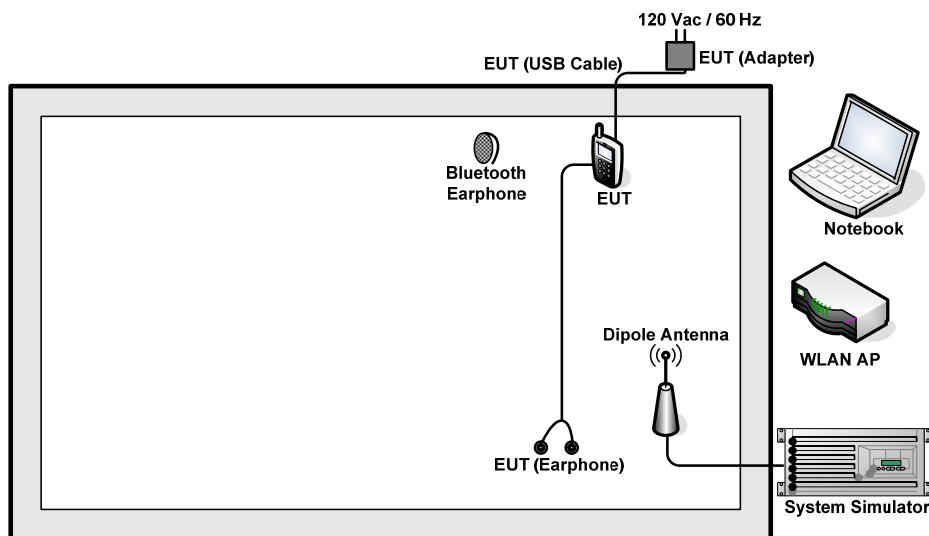 120 Vac / 60 Hz
EUT (USB Cable)
EUT (Adapter)
Bluetooth
Earphone
EUT
Notebook
Dipole Antenna
WLAN AP
EUT (Earphone)
System Simulator